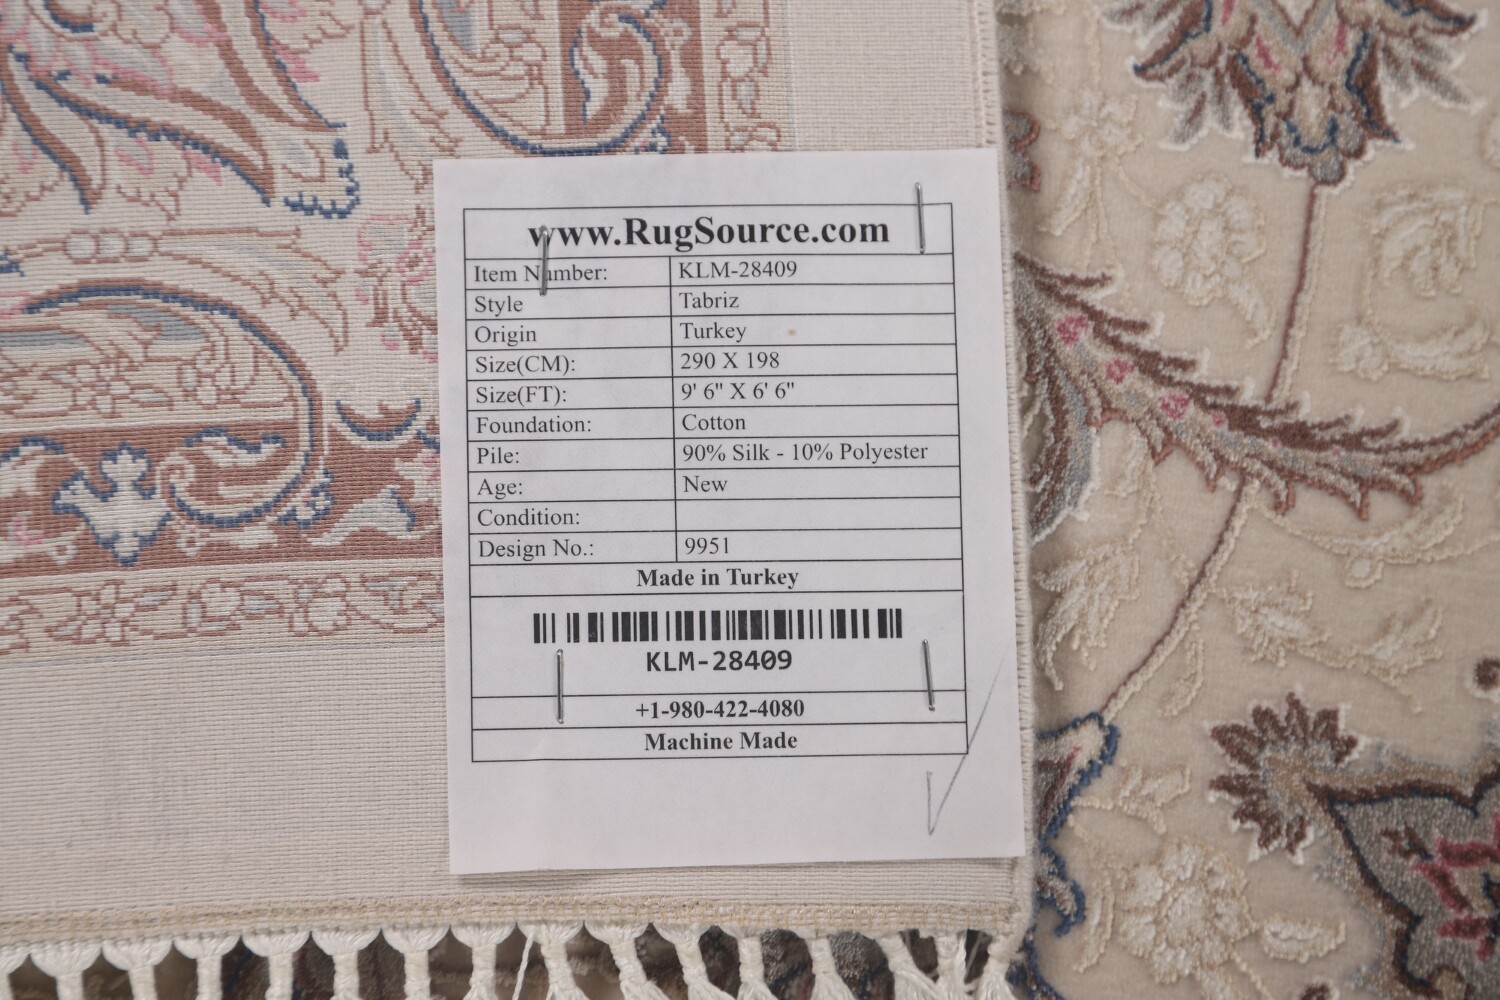 www.RugSource.com
Item Number: KLM-28409
Style Tabriz
Origin Turkey
Size(CM): 290 X 198
Size(FT): 9' 6" X 6' 6"
Foundation: Cotton
Pile: 90% Silk - 10% Polyester
Age: New
Condition:
Design No.: 9951
Made in Turkey
KLM-28409
+1-980-422-4080
Machine Made